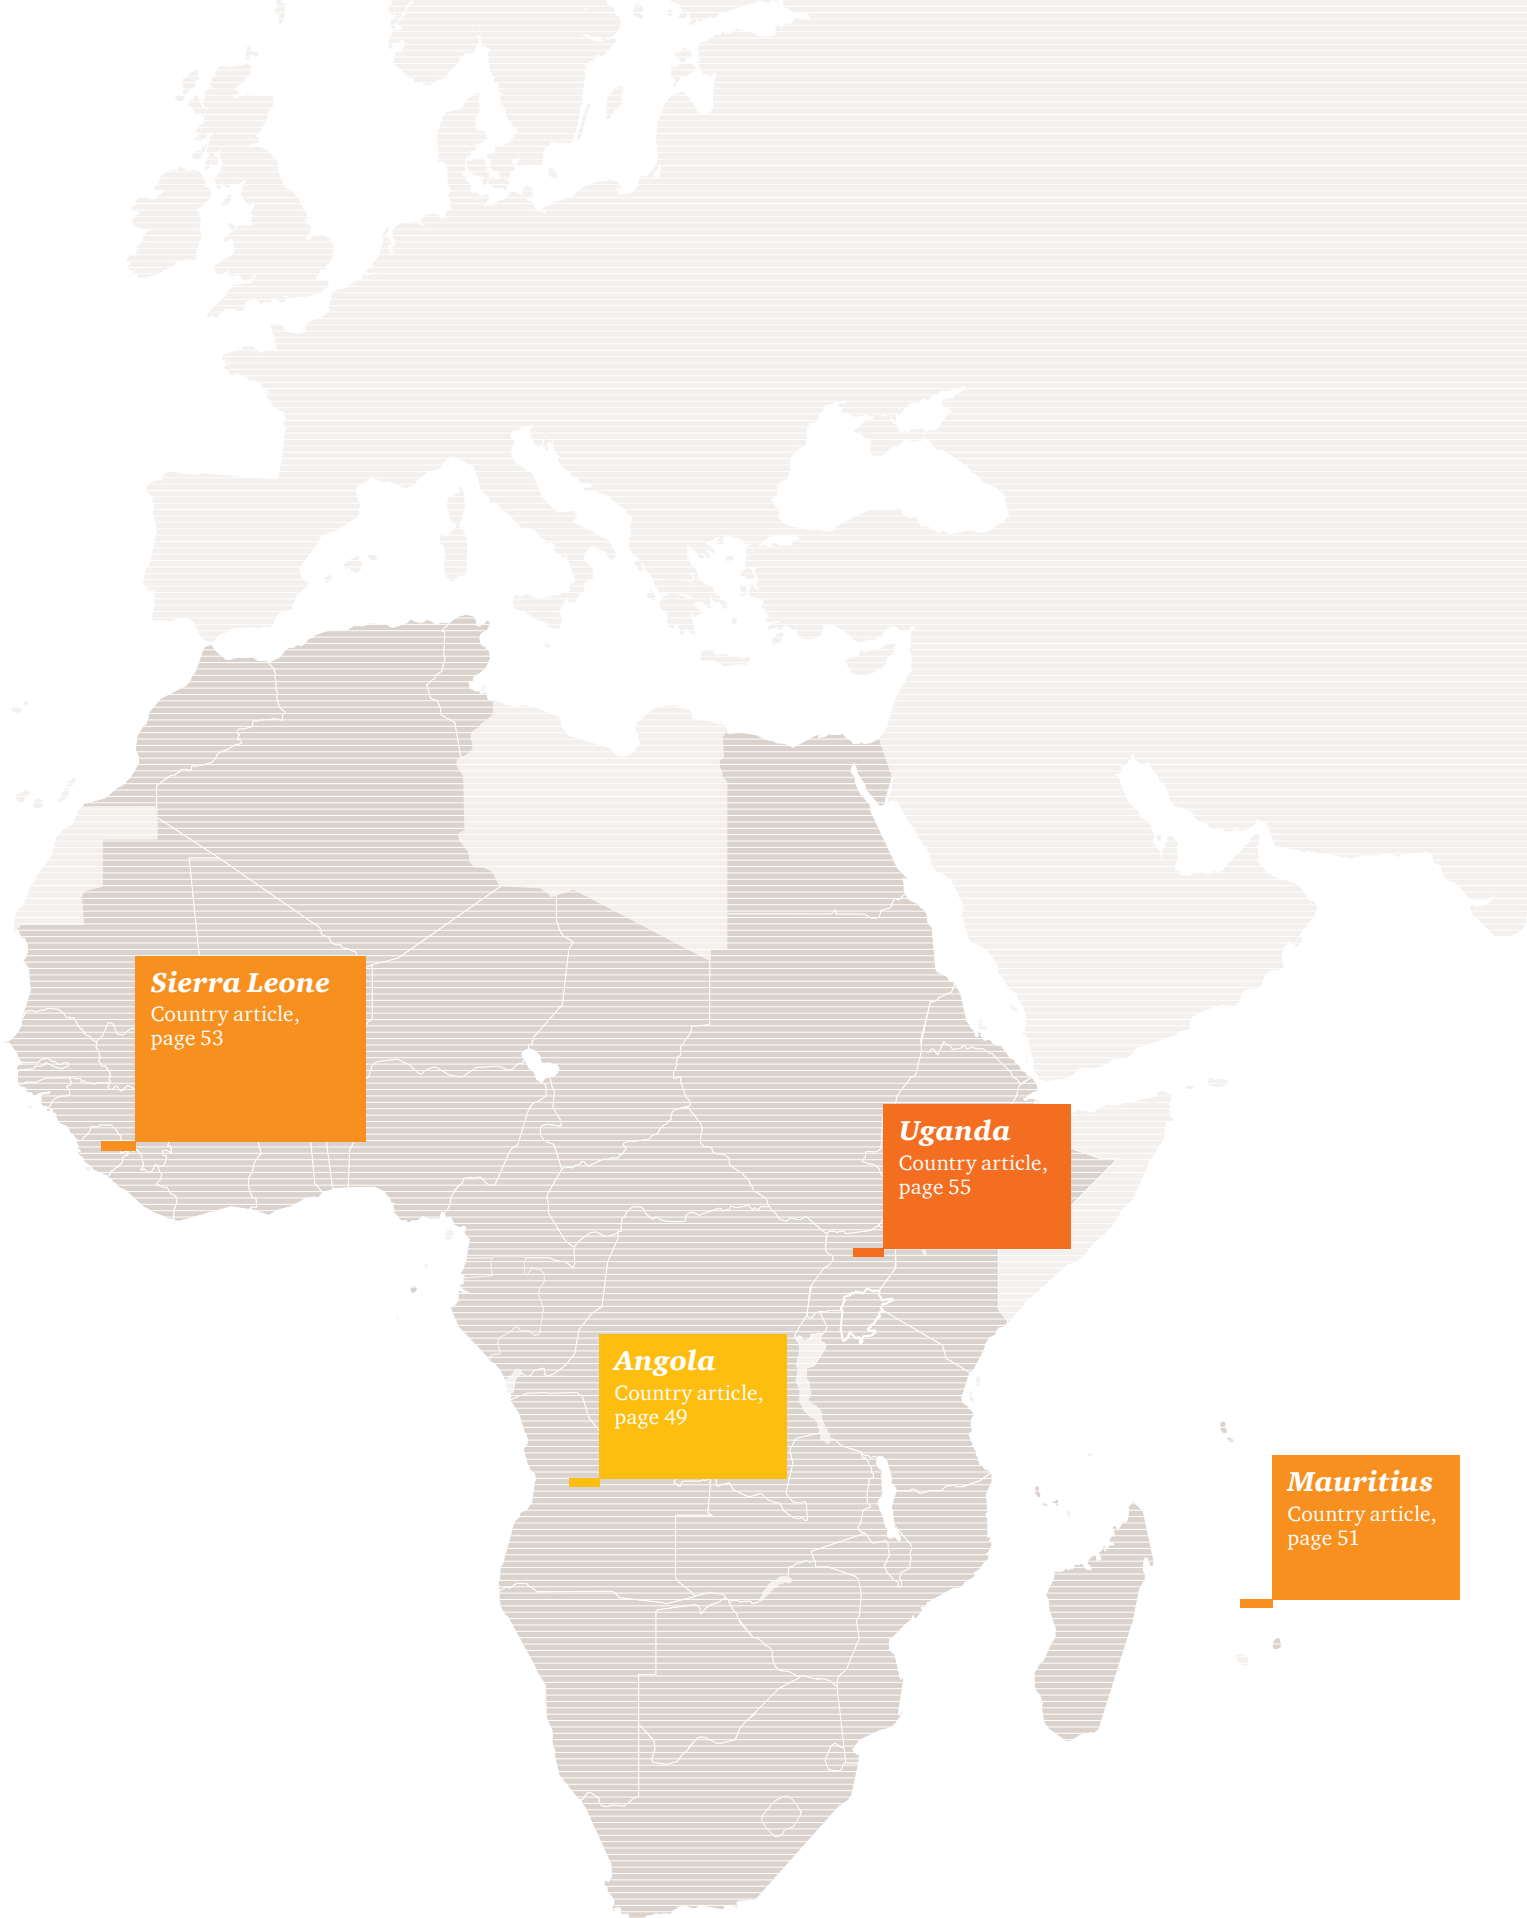 Sierra Leone
Country article,
page 53
Uganda
Country article,
page 55
Angola
Country article,
page 49
Mauritius
Country article,
page 51